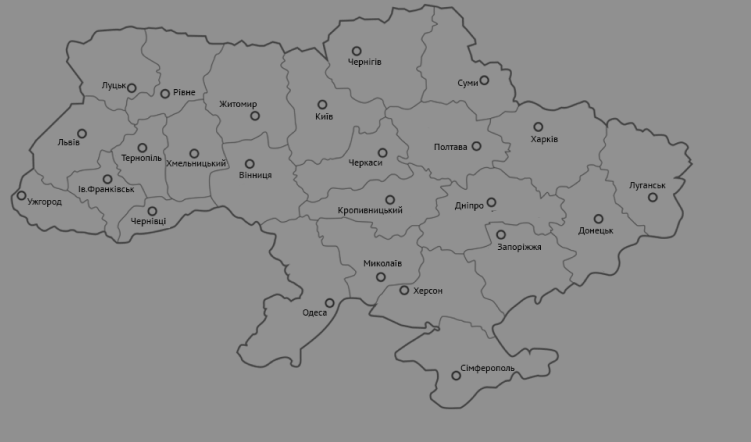 Чернігів
Суми
Луцьк
Рівне
Житомир
Київ
Львів
Тернопіль
Хмельницький
Вінниця
Черкаси
Полтава
Харків
Ів.Франківськ
Ужгород
Чернівці
Кропивницький
Дніпро
Луганськ
Донецьк
Запоріжжя
Миколаїв
Херсон
Одеса
Сімферополь